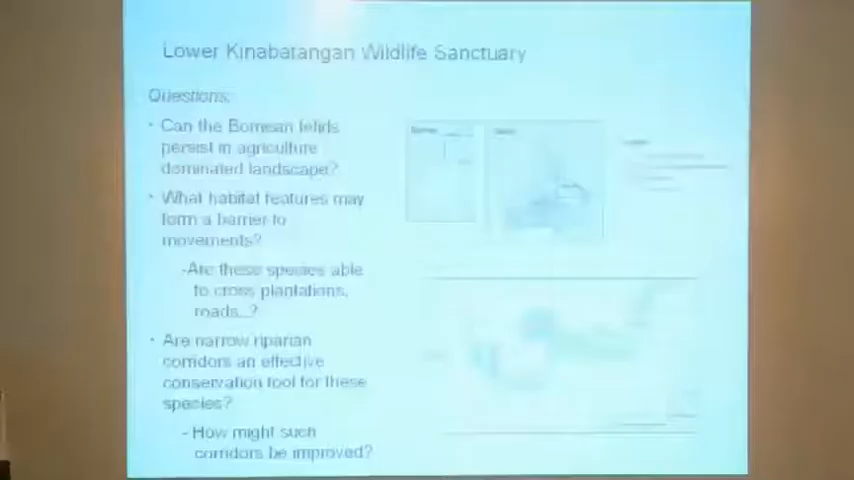 Lower Kinabatangan Wildlife Sanctuary
Questions:
• Can the Bornean felids
persist in agriculture
dominated landscape?
• What habitat features may
form a barrier to
movements?
-Are these species able
to cross plantations,
roads..?
• Are narrow riparian
corridors an effective
conservation tool for these
species?
- How might such
corridors be improved?